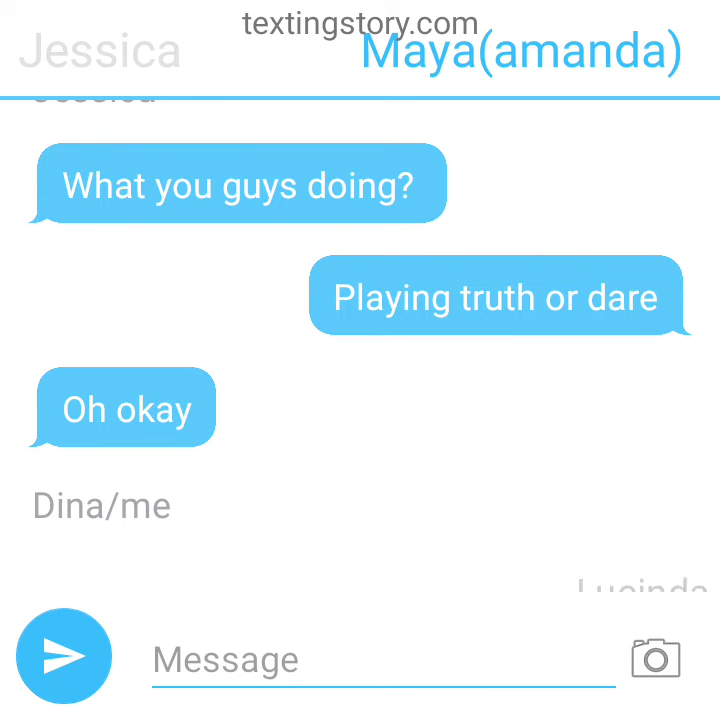 textingstory.com
Jessica
Maya(amanda)
What you guys doing?
Playing truth or dare
Oh okay
Dina/me
Message